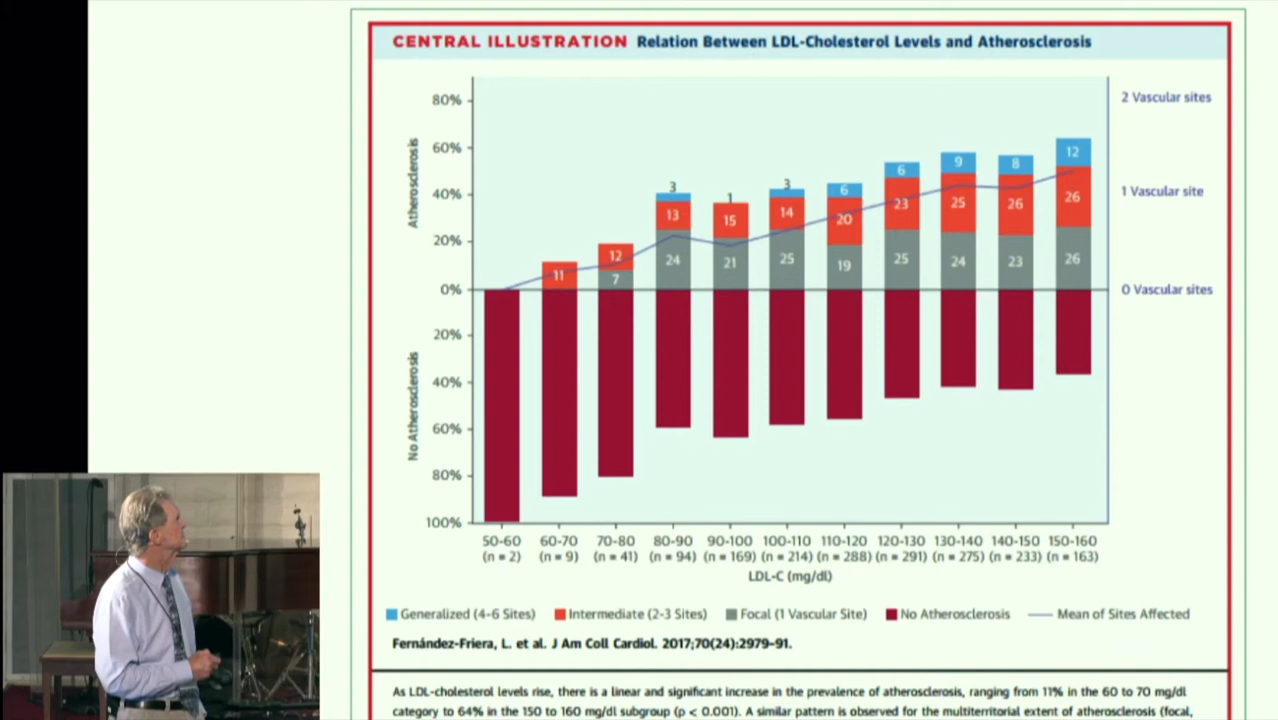 CENTRAL ILLUSTRATION Relation Between LDL-Cholesterol Levels and Atherosclerosis
80%
60%
40%
20%
0%
20%
40%
60%
80%
100%
Atherosclerosis
No Atherosclerosis
2 Vascular sites
1 Vascular site
0 Vascular sites
11
12
7
3
13
24
1
15
21
3
14
25
6
20
19
6
23
25
9
25
24
8
26
23
12
26
26
50-60 60-70 70-80 80-90 90-100 100-110 110-120 120-130 130-140 140-150 150-160
(n = 2) (n = 9) (n = 41) (n = 94) (n = 169) (n = 214) (n = 288) (n = 291) (n = 275) (n = 233) (n = 163)
LDL-C (mg/dl)
Generalized (4-6 Sites) Intermediate (2-3 Sites) Focal (1 Vascular Site) No Atherosclerosis Mean of Sites Affected
Fernández-Friera, L. et al. J Am Coll Cardiol. 2017;70(24):2979–91.
As LDL-cholesterol levels rise, there is a linear and significant increase in the prevalence of atherosclerosis, ranging from 11% in the 60 to 70 mg/dl
category to 64% in the 150 to 160 mg/dl subgroup (p < 0.001). A similar pattern is observed for the multiterritorial extent of atherosclerosis (focal,